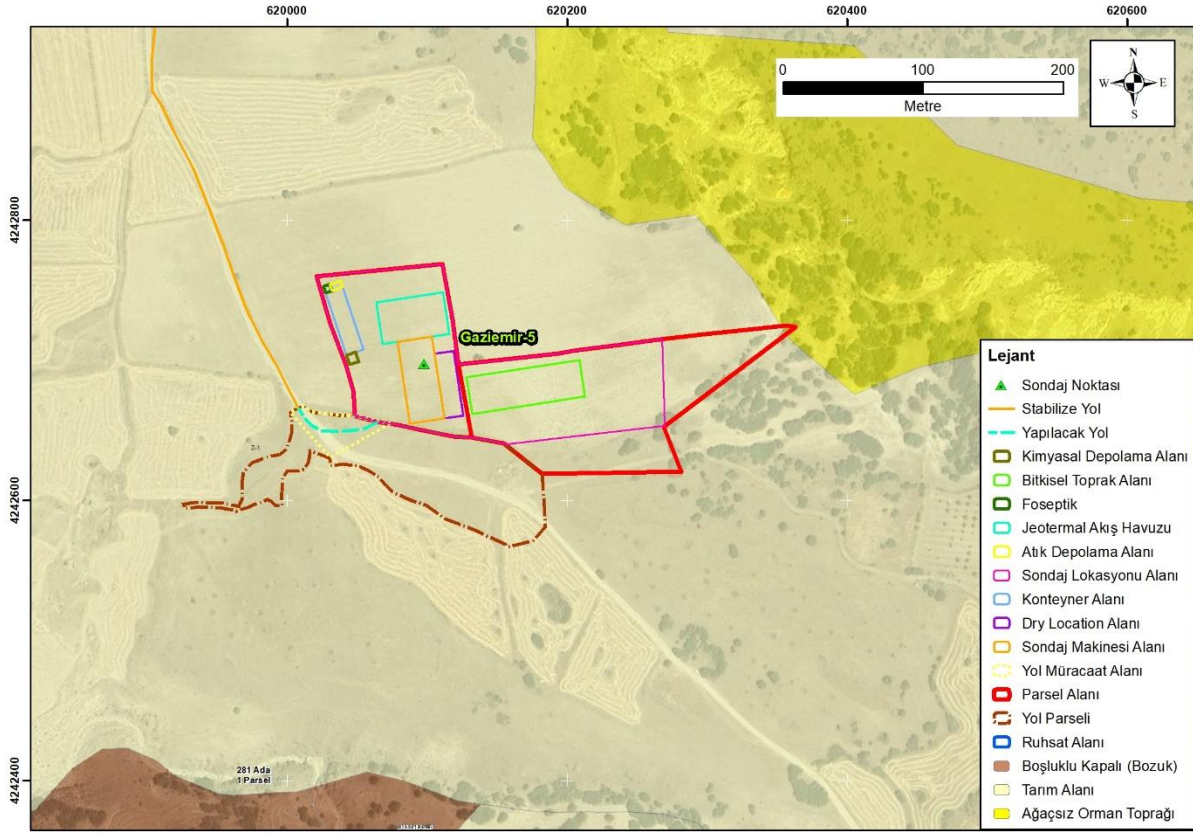 620000
620200
620400
620600
0
100
200
Metre
N
W
E
S
4242800
4242600
4242400
Gaziemir-5
Z-1
281 Ada
1 Parsel
Lejant
Sondaj Noktası
Stabilize Yol
Yapılacak Yol
Kimyasal Depolama Alanı
Bitkisel Toprak Alanı
Foseptik
Jeotermal Akış Havuzu
Atık Depolama Alanı
Sondaj Lokasyonu Alanı
Konteyner Alanı
Dry Location Alanı
Sondaj Makinesi Alanı
Yol Müracaat Alanı
Parsel Alanı
Yol Parseli
Ruhsat Alanı
Boşluklu Kapalı (Bozuk)
Tarım Alanı
Ağaçsız Orman Toprağı